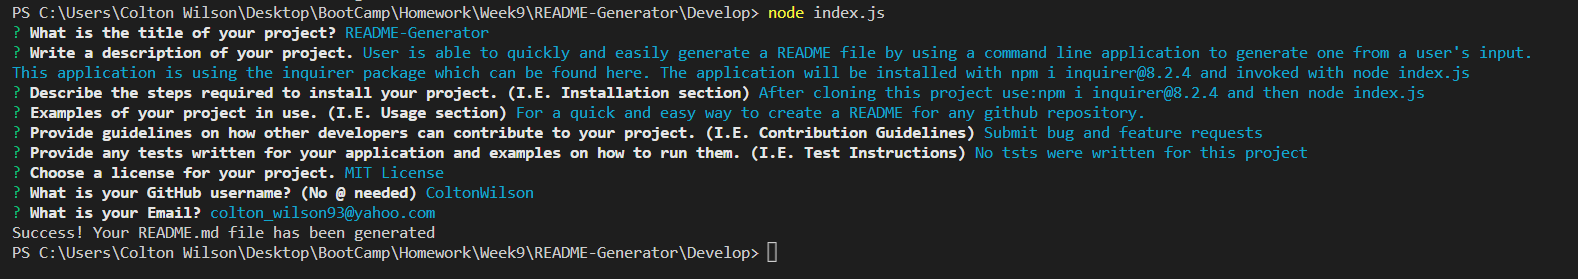 PS C:\Users\Colton Wilson\Desktop\BootCamp\Homework\Week9\README-Generator\Develop> node index.js
? What is the title of your project? README-Generator
? Write a description of your project. User is able to quickly and easily generate a README file by using a command line application to generate one from a user's input.
This application is using the inquirer package which can be found here. The application will be installed with npm i inquirer@8.2.4 and invoked with node index.js
? Describe the steps required to install your project. (I.E. Installation section) After cloning this project use:npm i inquirer@8.2.4 and then node index.js
? Examples of your project in use. (I.E. Usage section) For a quick and easy way to create a README for any github repository.
? Provide guidelines on how other developers can contribute to your project. (I.E. Contribution Guidelines) Submit bug and feature requests
? Provide any tests written for your application and examples on how to run them. (I.E. Test Instructions) No tsts were written for this project
? Choose a license for your project. MIT License
? What is your GitHub username? (No @ needed) ColtonWilson
? What is your Email? colton_wilson93@yahoo.com
Success! Your README.md file has been generated
PS C:\Users\Colton Wilson\Desktop\BootCamp\Homework\Week9\README-Generator\Develop>